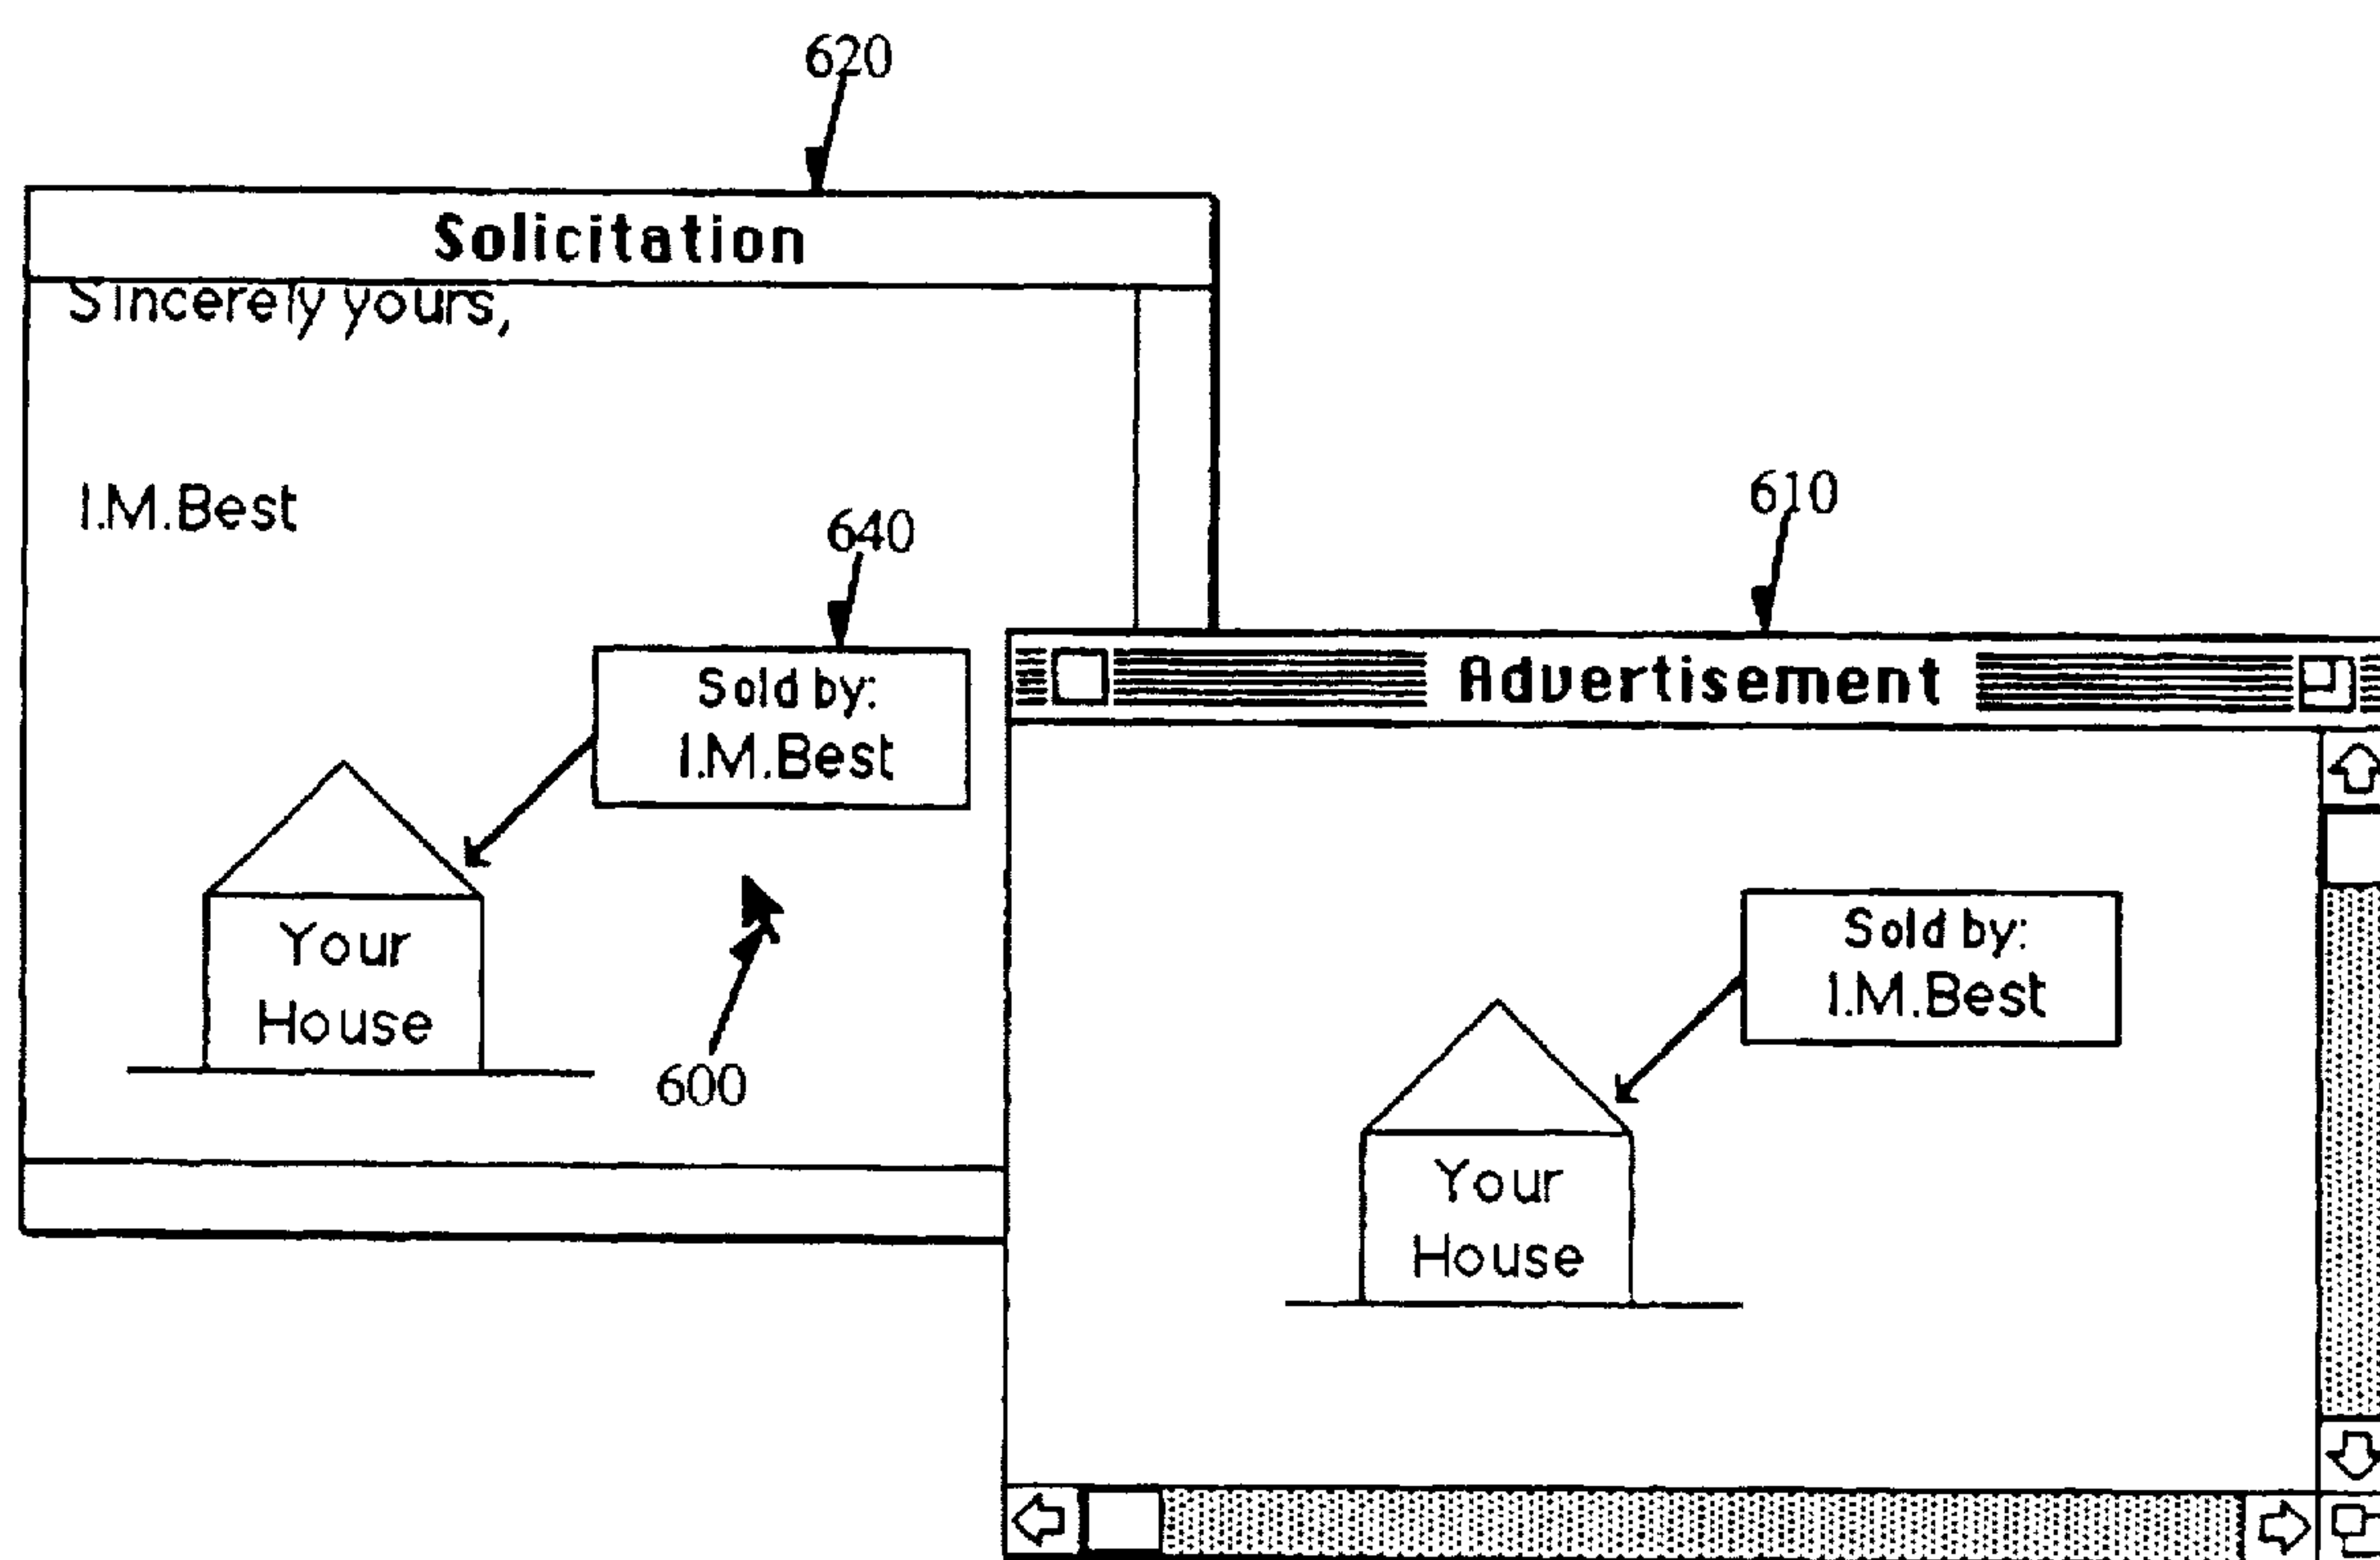 620
Solicitation
Sincerely yours,
I.M.Best
640
Sold by:
I.M.Best
Your
House
600
610
Advertisement
Sold by:
I.M.Best
Your
House